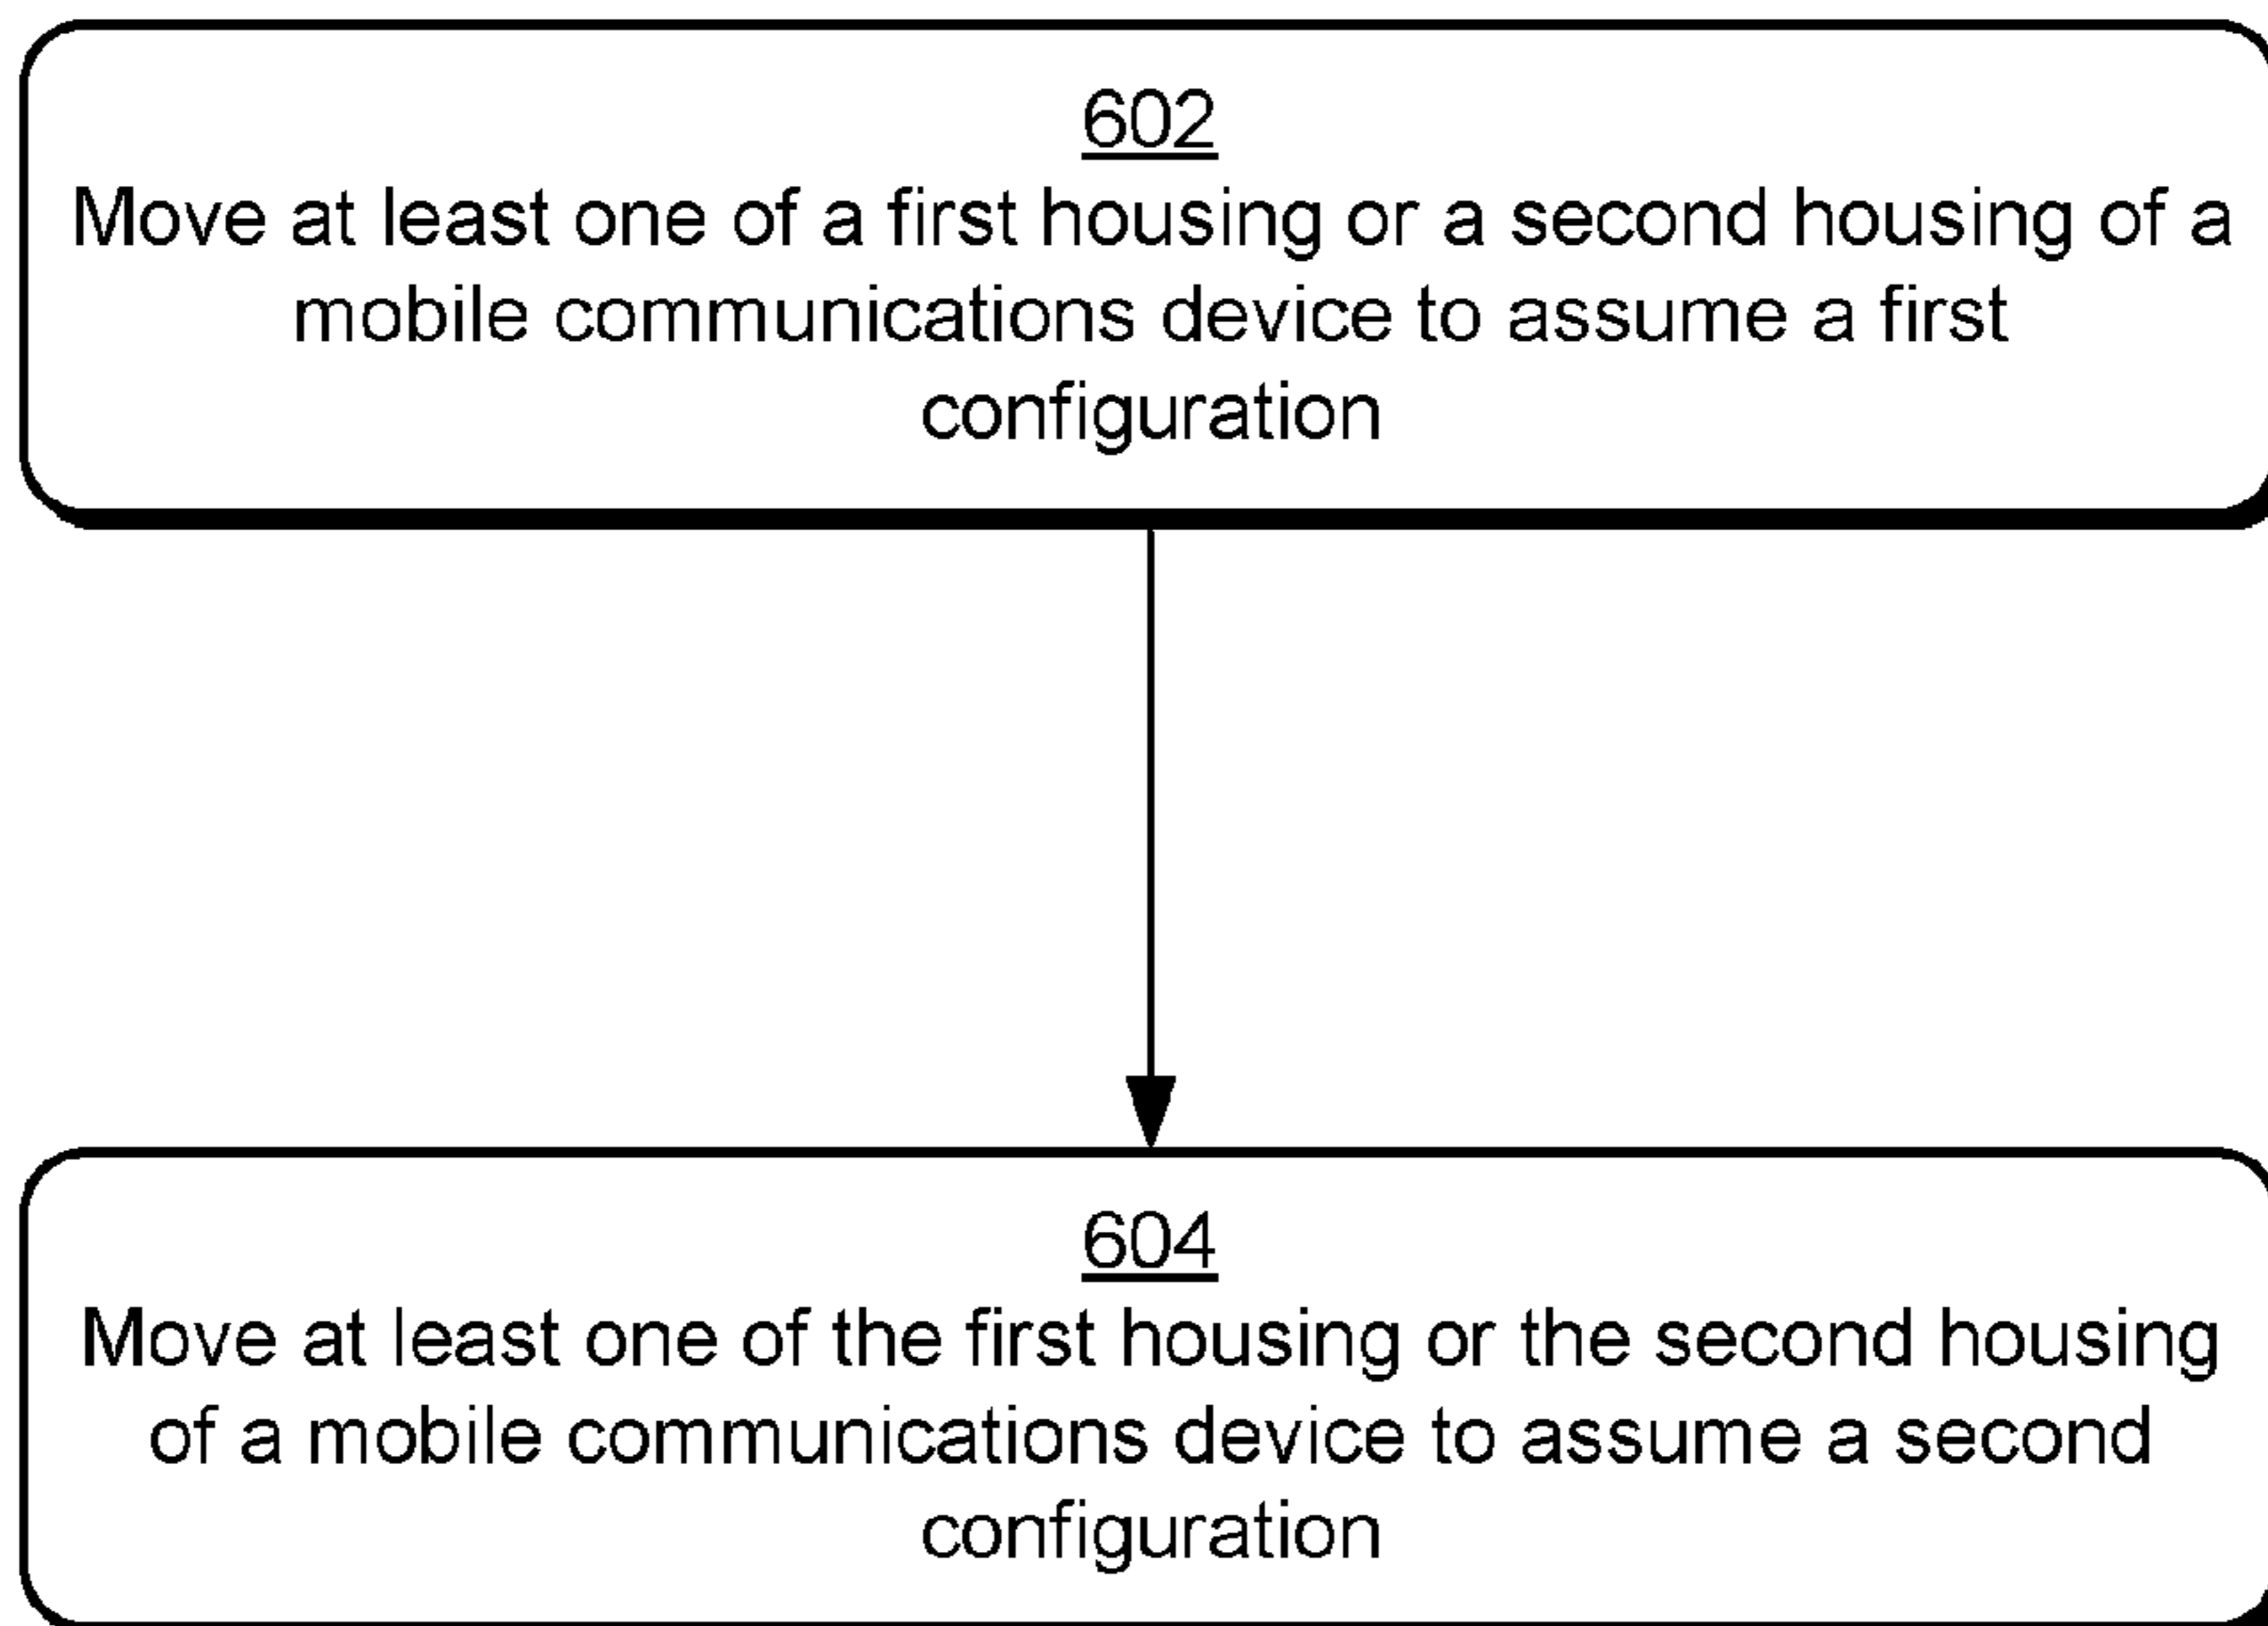 602
Move at least one of a first housing or a second housing of a
mobile communications device to assume a first
configuration
604
Move at least one of the first housing or the second housing
of a mobile communications device to assume a second
configuration